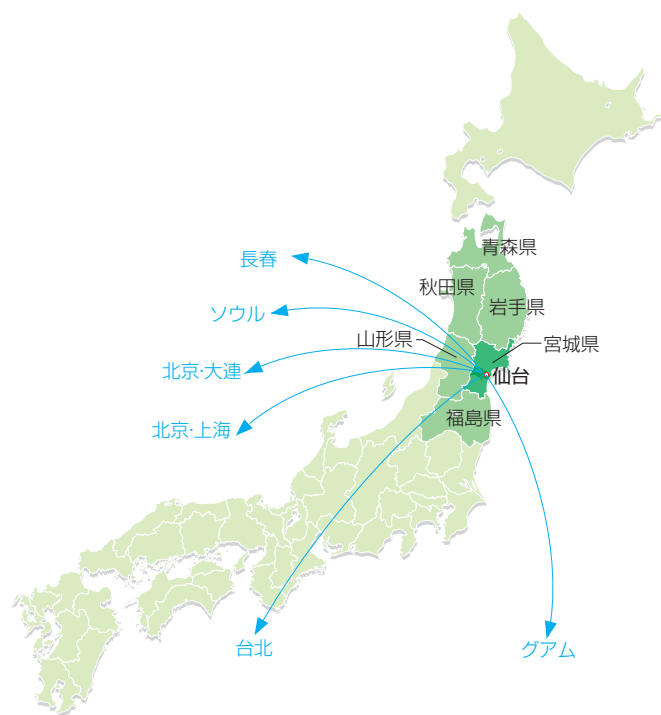 青森県
長春
秋田県
岩手県
ソウル
山形県
宮城県
北京·大連
仙台
福島県
北京·上海
台北
グアム